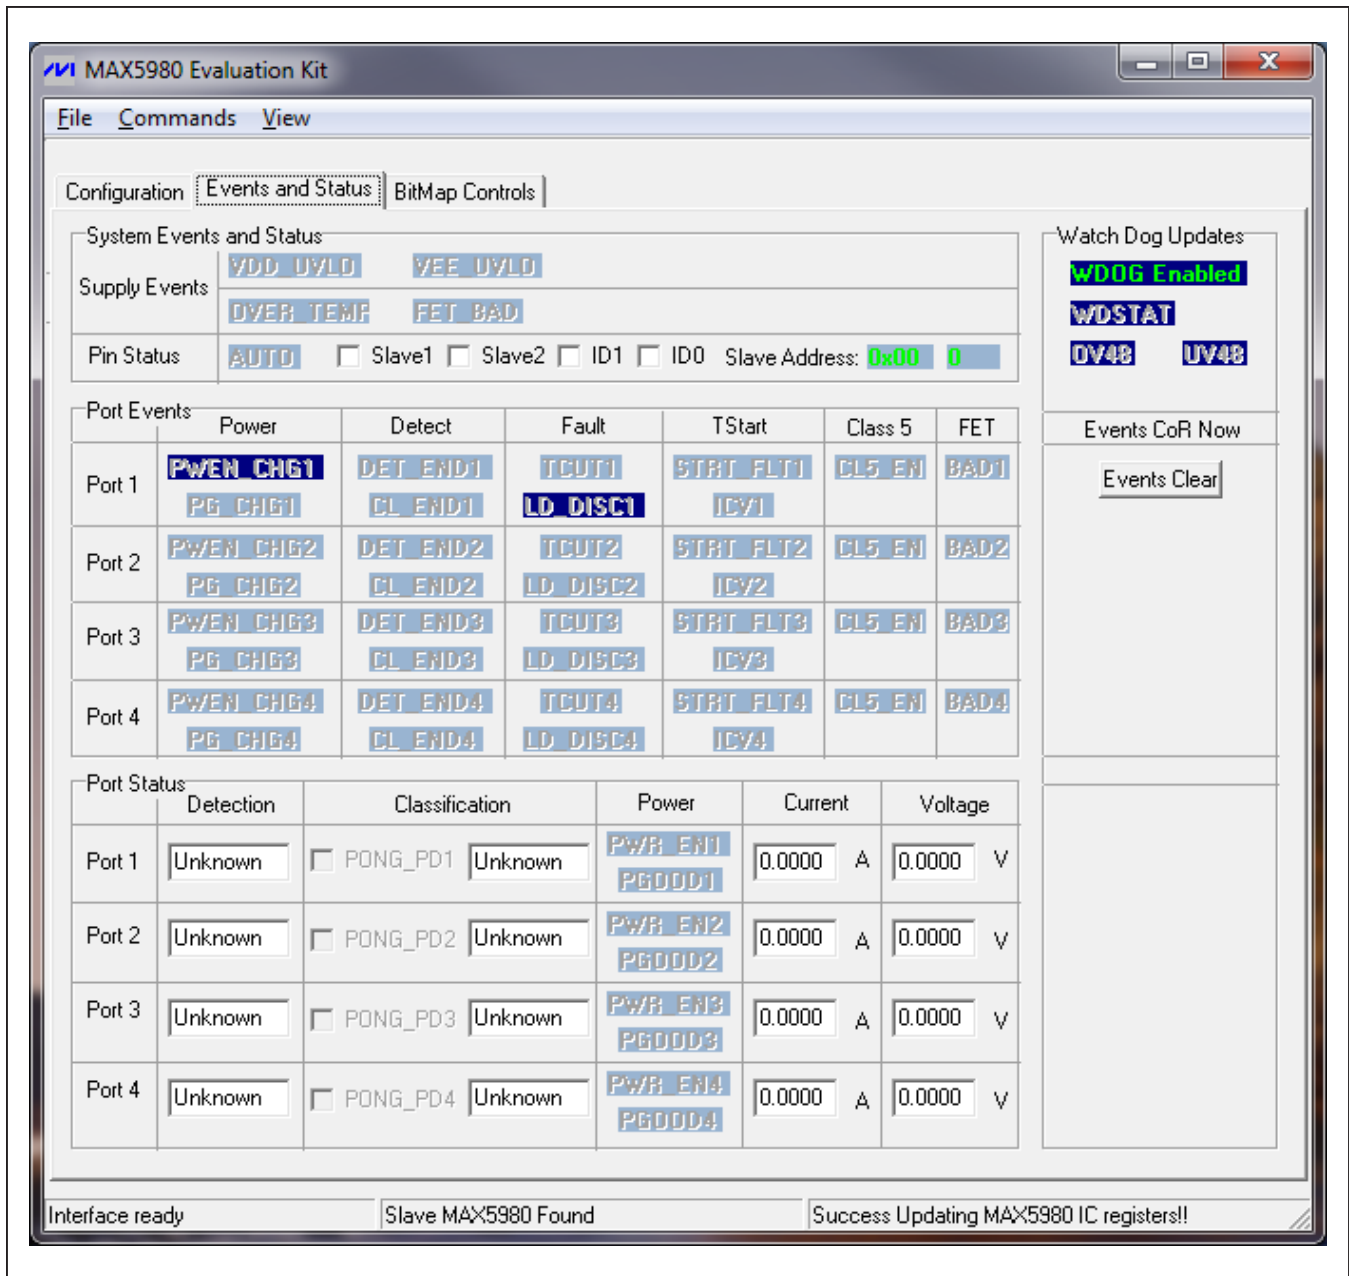 MAX5980 Evaluation Kit
File Commands View
Configuration Events and Status BitMap Controls
System Events and Status
Watch Dog Updates
VDD_UVLO VEE_UVLO
WDOG Enabled
Supply Events
OVER_TEMP FET_BAD
WDSTAT
Pin Status AUTO Slave1 Slave2 ID1 ID0 Slave Address: 0x00 0
OV48 UV48
Port Events
Power Detect Fault TStart Class 5 FET
Events CoR Now
Port 1
PWEN_CHG1 DET_END1 TCUT1 STRT_FLT1 CL5_EN BAD1
Events Clear
PG_CHG1 CL_END1 LD_DISC1 ICV1
Port 2
PWEN_CHG2 DET_END2 TCUT2 STRT_FLT2 CL5_EN BAD2
PG_CHG2 CL_END2 LD_DISC2 ICV2
Port 3
PWEN_CHG3 DET_END3 TCUT3 STRT_FLT3 CL5_EN BAD3
PG_CHG3 CL_END3 LD_DISC3 ICV3
Port 4
PWEN_CHG4 DET_END4 TCUT4 STRT_FLT4 CL5_EN BAD4
PG_CHG4 CL_END4 LD_DISC4 ICV4
Port Status
Detection Classification Power Current Voltage
Port 1 Unknown PONG_PD1 Unknown PWR_EN1 0.0000 A 0.0000 V
PGOOD1
Port 2 Unknown PONG_PD2 Unknown PWR_EN2 0.0000 A 0.0000 V
PGOOD2
Port 3 Unknown PONG_PD3 Unknown PWR_EN3 0.0000 A 0.0000 V
PGOOD3
Port 4 Unknown PONG_PD4 Unknown PWR_EN4 0.0000 A 0.0000 V
PGOOD4
Interface ready Slave MAX5980 Found Success Updating MAX5980 IC registers!!